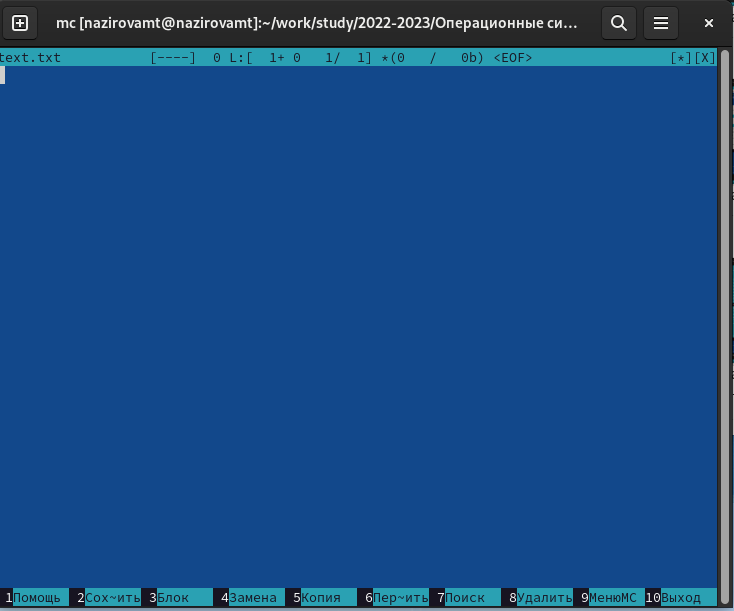 mc [nazirovamt@nazirovamt]:~/work/study/2022-2023/Операционные си...
text.txt [----] 0 L:[ 1+ 0 1/ 1] *(0 / 0b) <EOF> [*][X]
1Помощь 2Сох~ить 3Блок 4Замена 5Копия 6Пер~ить 7Поиск 8Удалить 9МенюМС 10Выход